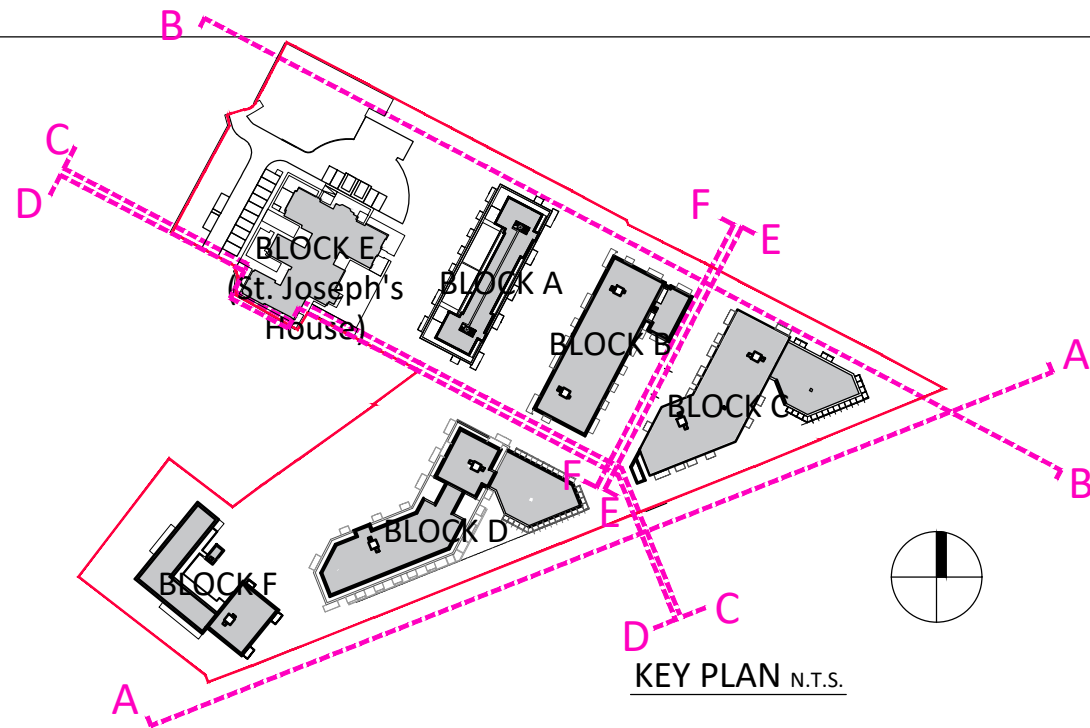 B
C
D
F
E
BLOCK E
(St. Joseph's
House)
BLOCK A
BLOCK B
A
BLOCK C
F
E
B
BLOCK D
BLOCK F
C
D
A
KEY PLAN N.T.S.